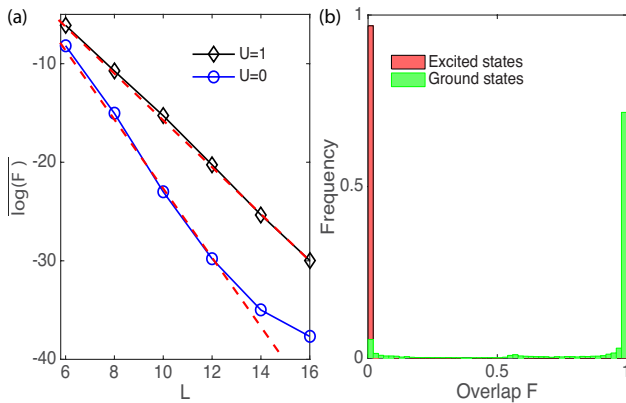 (a)
U=1
U=0
log(F)
-10
-20
-30
-40
6
8
10
12
14
16
L
(b)
Excited states
Ground states
Frequency
1
0.5
0
0
0.5
1
Overlap F